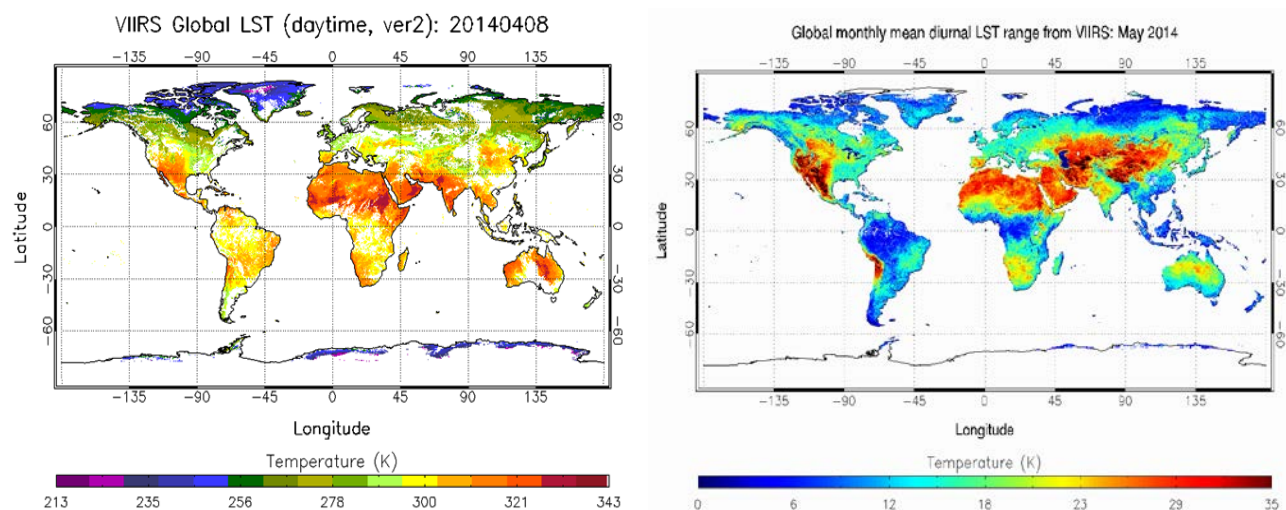 VIIRS Global LST (daytime, ver2): 20140408
−135 −90 −45 0 45 90 135
60 60
30 30
0 0
−30 −30
−60 −60
Latitude
−135 −90 −45 0 45 90 135
Longitude
Temperature (K)
213 235 256 278 300 321 343
Global monthly mean diurnal LST range from VIIRS: May 2014
−135 −90 −45 0 45 90 135
60 60
30 30
0 0
−30 −30
−60 −60
Latitude
−135 −90 −45 0 45 90 135
Longitude
Temperature (K)
0 6 12 18 23 29 35